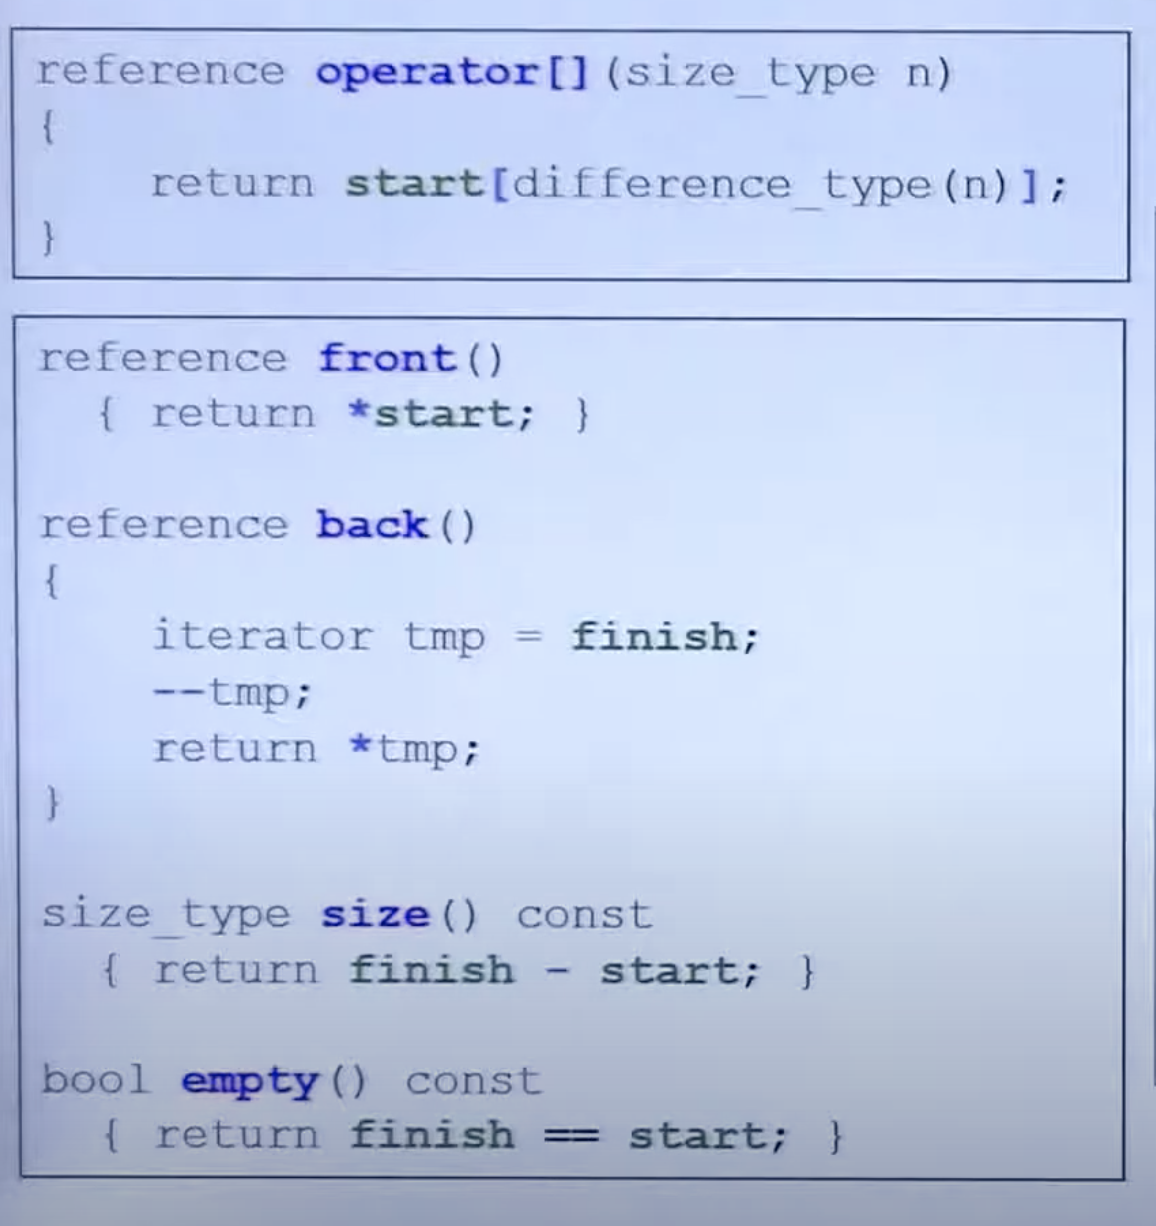 reference operator[](size_type n)
{
    return start[difference_type(n)];
}
reference front()
  { return *start; }
reference back()
{
    iterator tmp = finish;
    --tmp;
    return *tmp;
}
size_type size() const
  { return finish - start; }
bool empty() const
  { return finish == start; }